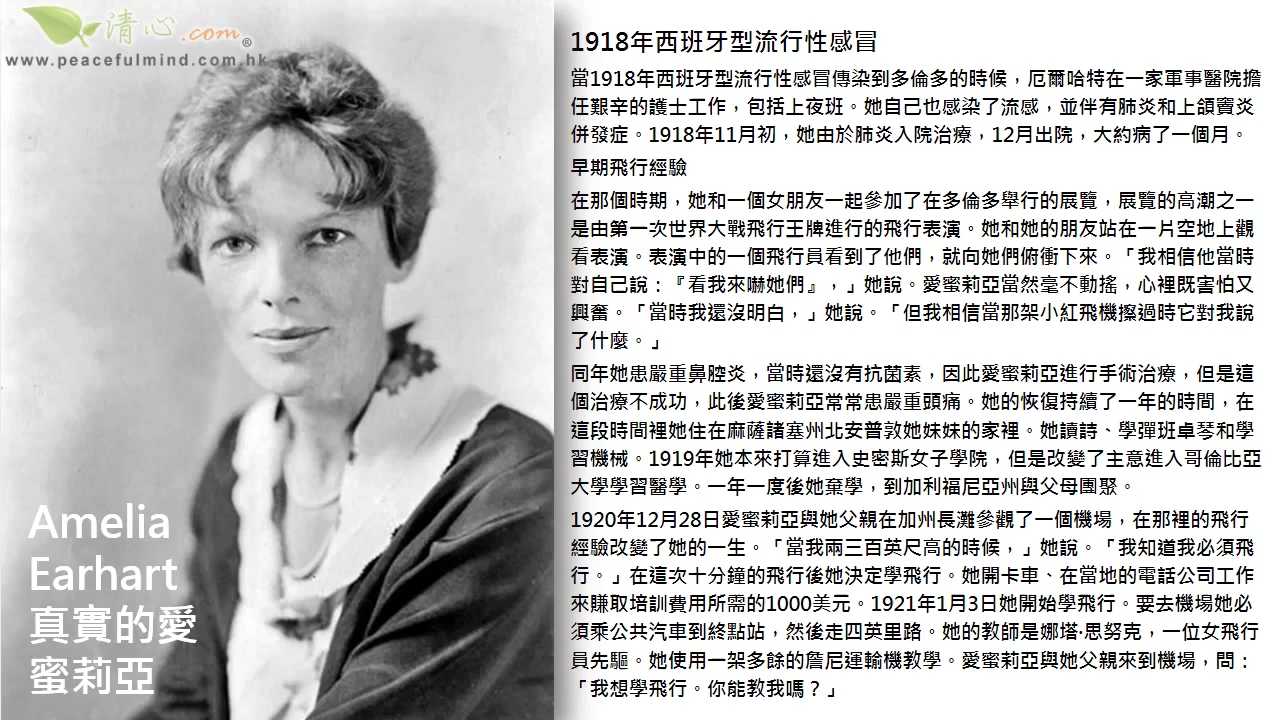 清心.com®
www.peacefulmind.com.hk
Amelia
Earhart
真實的愛
蜜莉亞
1918年西班牙型流行性感冒
當1918年西班牙型流行性感冒傳染到多倫多的時候，厄爾哈特在一家軍事醫院擔
任艱辛的護士工作，包括上夜班。她自己也感染了流感，並伴有肺炎和上頜竇炎
併發症。1918年11月初，她由於肺炎入院治療，12月出院，大約病了一個月。
早期飛行經驗
在那個時期，她和一個女朋友一起參加了在多倫多舉行的展覽，展覽的高潮之一
是由第一次世界大戰飛行王牌進行的飛行表演。她和她的朋友站在一片空地上觀
看表演。表演中的一個飛行員看到了他們，就向她們俯衝下來。「我相信他當時
對自己說：『看我來嚇她們』，」她說。愛蜜莉亞當然毫不動搖，心裡既害怕又
興奮。「當時我還沒明白，」她說。「但我相信當那架小紅飛機擦過時它對我說
了什麼。」
同年她患嚴重鼻腔炎，當時還沒有抗菌素，因此愛蜜莉亞進行手術治療，但是這
個治療不成功，此後愛蜜莉亞常常患嚴重頭痛。她的恢復持續了一年的時間，在
這段時間裡她住在麻薩諸塞州北安普敦她妹妹的家裡。她讀詩、學彈班卓琴和學
習機械。1919年她本來打算進入史密斯女子學院，但是改變了主意進入哥倫比亞
大學學習醫學。一年一度後她棄學，到加利福尼亞州與父母團聚。
1920年12月28日愛蜜莉亞與她父親在加州長灘參觀了一個機場，在那裡的飛行
經驗改變了她的一生。「當我兩三百英尺高的時候，」她說。「我知道我必須飛
行。」在這次十分鐘的飛行後她決定學飛行。她開卡車、在當地的電話公司工作
來賺取培訓費用所需的1000美元。1921年1月3日她開始學飛行。要去機場她必
須乘公共汽車到終點站，然後走四英里路。她的教師是娜塔·思努克，一位女飛行
員先驅。她使用一架多餘的詹尼運輸機教學。愛蜜莉亞與她父親來到機場，問：
「我想學飛行。你能教我嗎？」